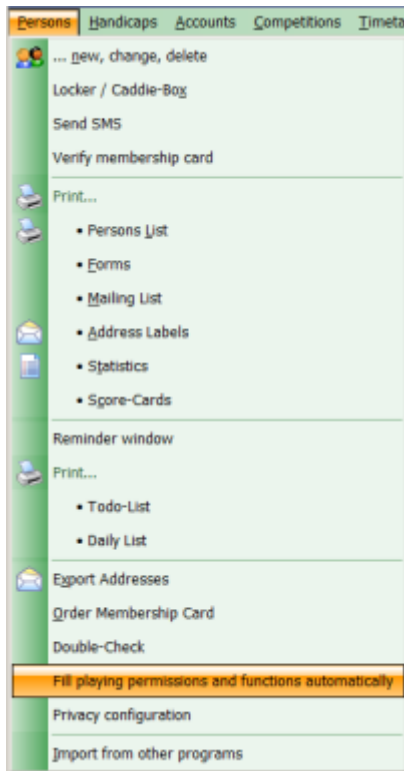 Persons Handicaps Accounts Competitions Timeta
... new, change, delete
Locker / Caddie-Box
Send SMS
Verify membership card
Print...
• Persons List
• Forms
• Mailing List
• Address Labels
• Statistics
• Score-Cards
Reminder window
Print...
• Todo-List
• Daily List
Export Addresses
Order Membership Card
Double-Check
Fill playing permissions and functions automatically
Privacy configuration
Import from other programs